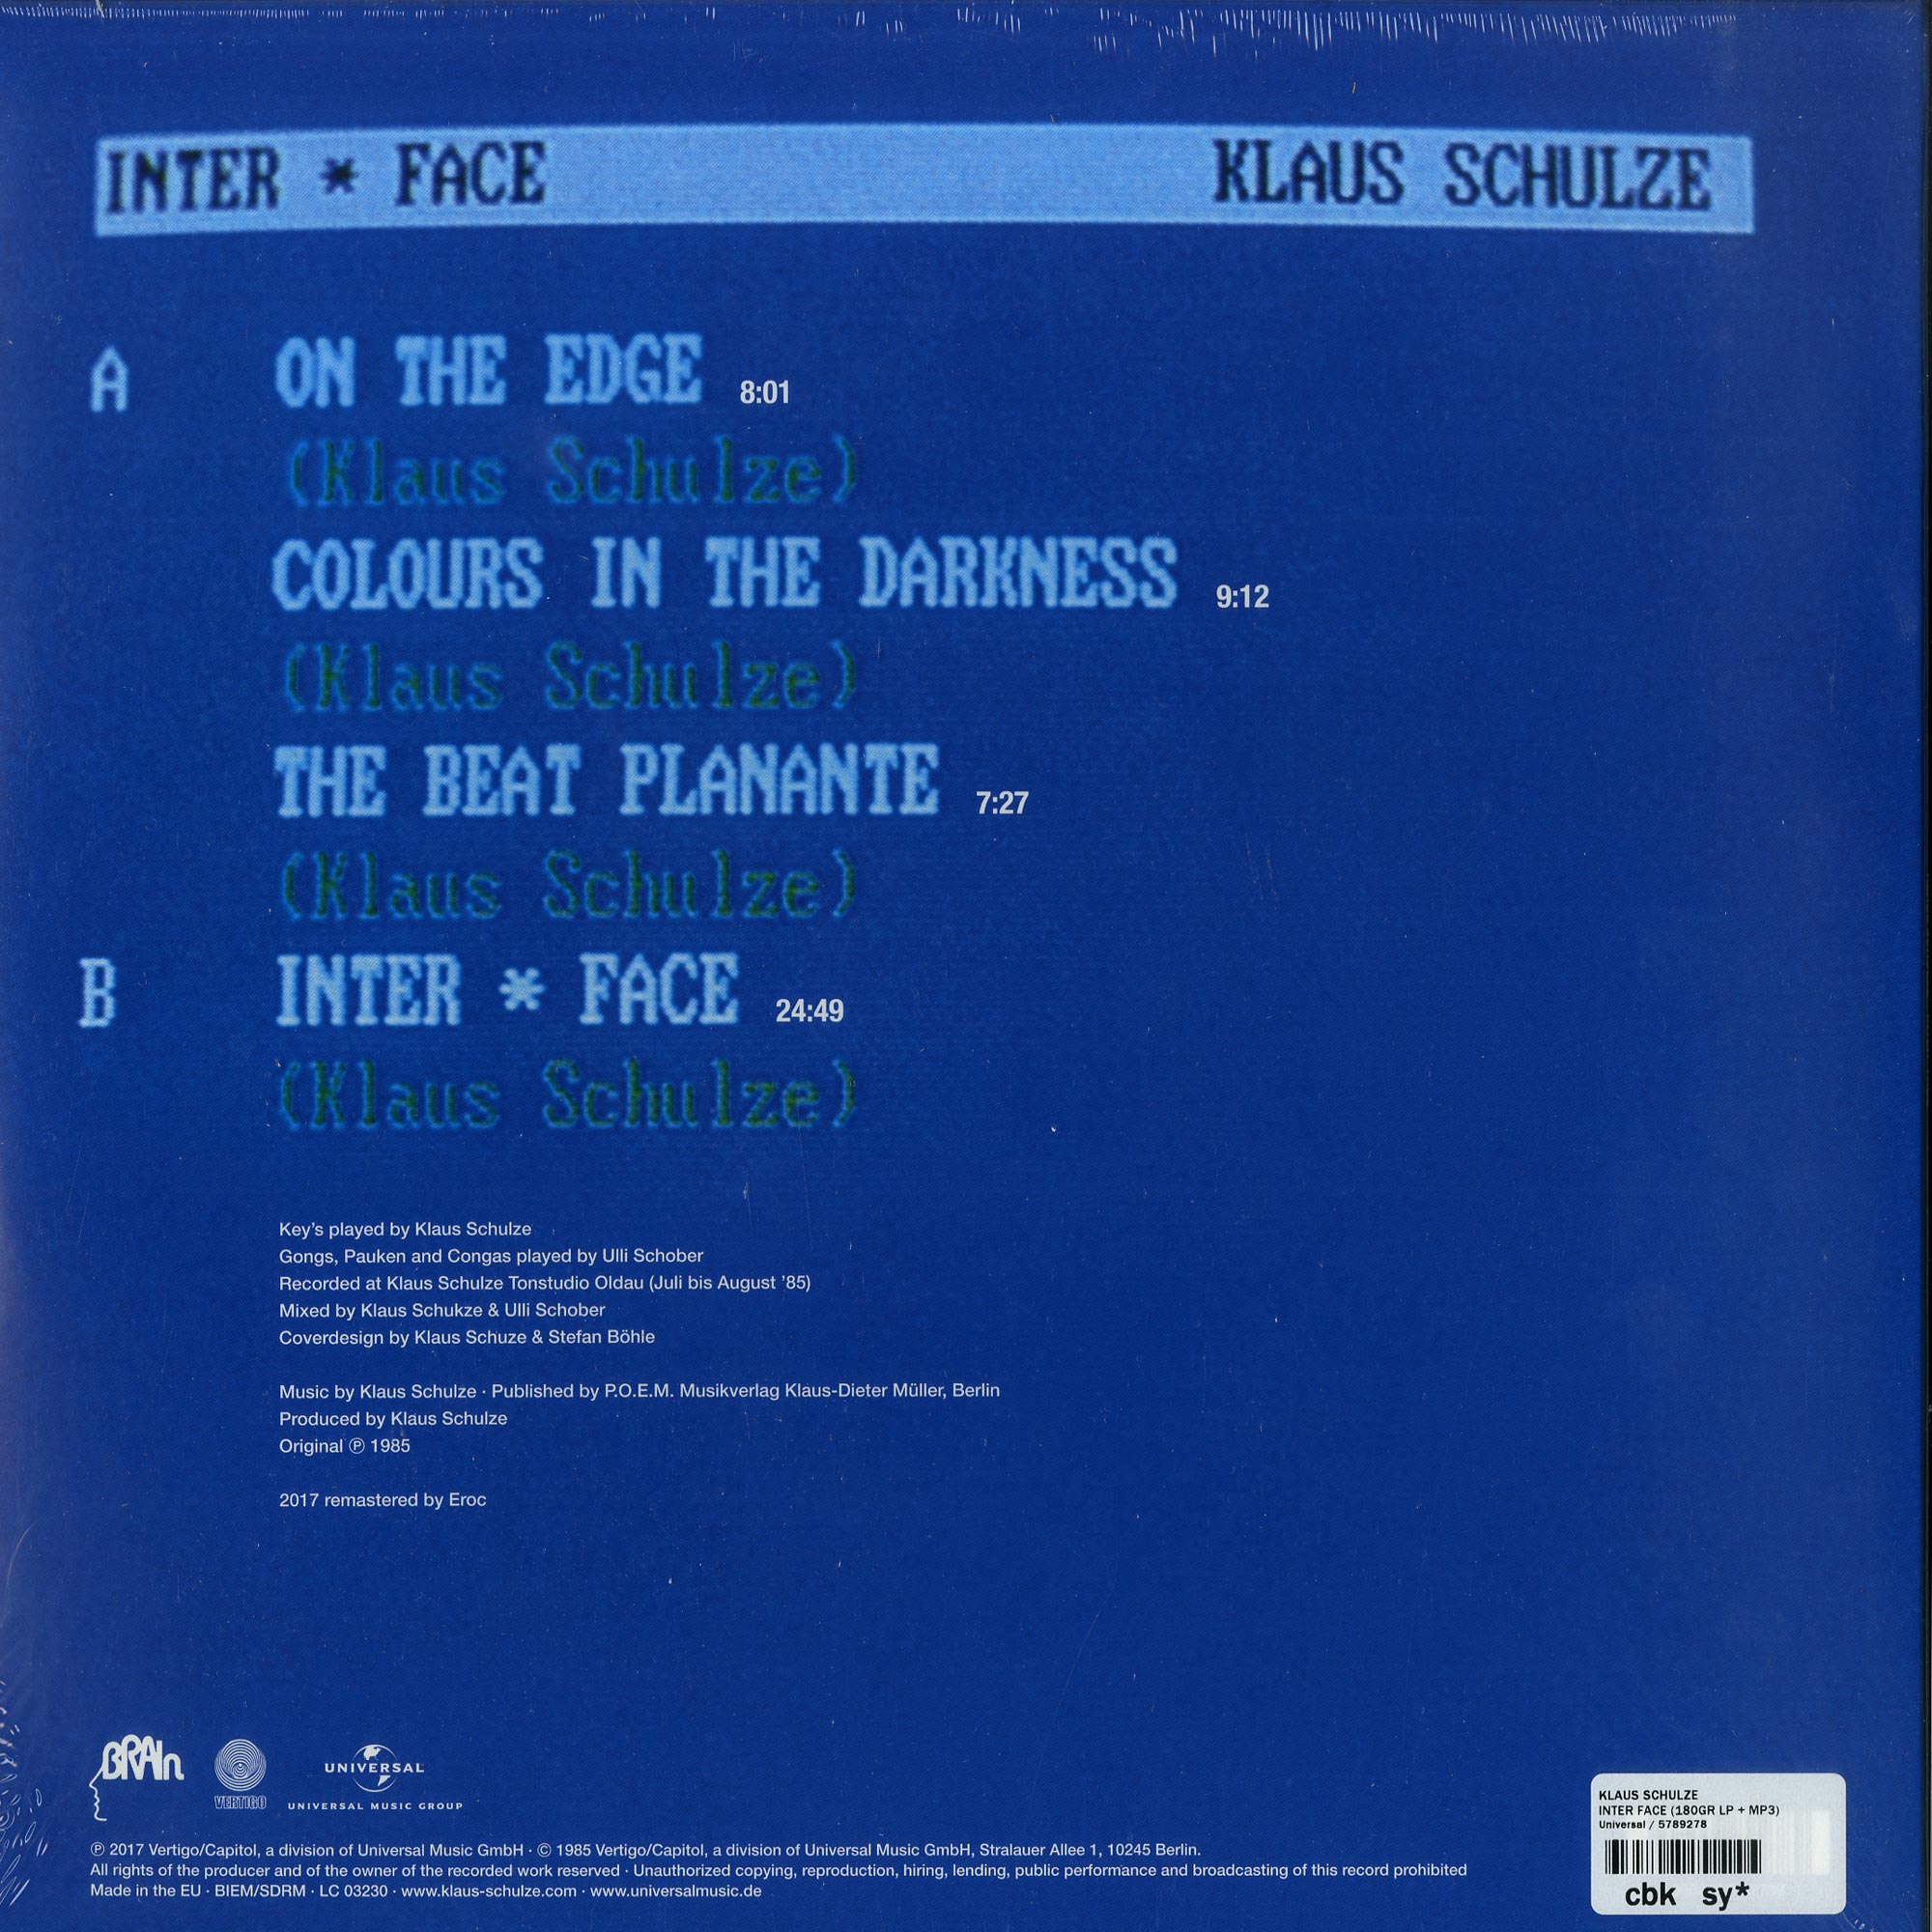 INTER * FACE KLAUS SCHULZE
A ON THE EDGE 8:01
(Klaus Schulze)
COLOURS IN THE DARKNESS 9:12
(Klaus Schulze)
THE BEAT PLANANTE 7:27
(Klaus Schulze)
B INTER * FACE 24:49
(Klaus Schulze)
Key's played by Klaus Schulze
Gongs, Pauken and Congas played by Ulli Schober
Recorded at Klaus Schulze Tonstudio Oldau (Juli bis August '85)
Mixed by Klaus Schukze & Ulli Schober
Coverdesign by Klaus Schuze & Stefan Böhle
Music by Klaus Schulze · Published by P.O.E.M. Musikverlag Klaus-Dieter Müller, Berlin
Produced by Klaus Schulze
Original ℗ 1985
2017 remastered by Eroc
BRAIn
VERTIGO
UNIVERSAL
UNIVERSAL MUSIC GROUP
℗ 2017 Vertigo/Capitol, a division of Universal Music GmbH · © 1985 Vertigo/Capitol, a division of Universal Music GmbH, Stralauer Allee 1, 10245 Berlin.
All rights of the producer and of the owner of the recorded work reserved · Unauthorized copying, reproduction, hiring, lending, public performance and broadcasting of this record prohibited
Made in the EU · BIEM/SDRM · LC 03230 · www.klaus-schulze.com · www.universalmusic.de
KLAUS SCHULZE
INTER FACE (180GR LP + MP3)
Universal / 5789278
cbk sy*